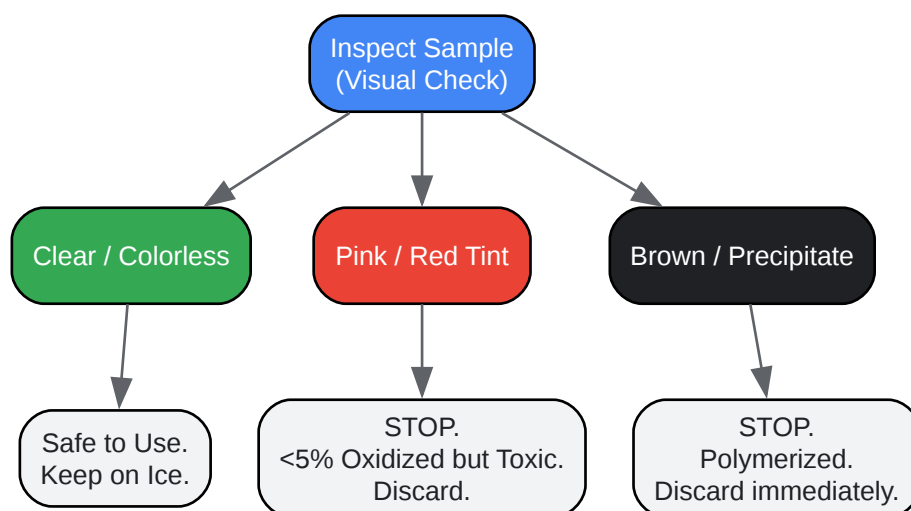 Inspect Sample
(Visual Check)
Clear / Colorless
Pink / Red Tint
Brown / Precipitate
Safe to Use.
Keep on Ice.
STOP.
<5% Oxidized but Toxic.
Discard.
STOP.
Polymerized.
Discard immediately.